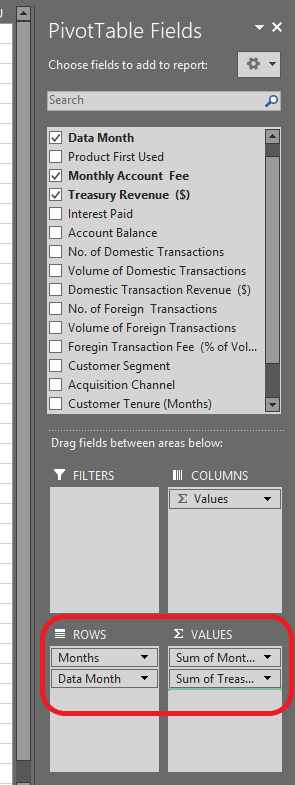 PivotTable Fields
Choose fields to add to report:
Search
Data Month
Product First Used
Monthly Account Fee
Treasury Revenue ($)
Interest Paid
Account Balance
No. of Domestic Transactions
Volume of Domestic Transactions
Domestic Transaction Revenue ($)
No. of Foreign Transactions
Volume of Foreign Transactions
Foregin Transaction Fee (% of Vol...
Customer Segment
Acquisition Channel
Customer Tenure (Months)
Drag fields between areas below:
FILTERS COLUMNS
Σ Values
ROWS Σ VALUES
Months Sum of Mont...
Data Month Sum of Treas...